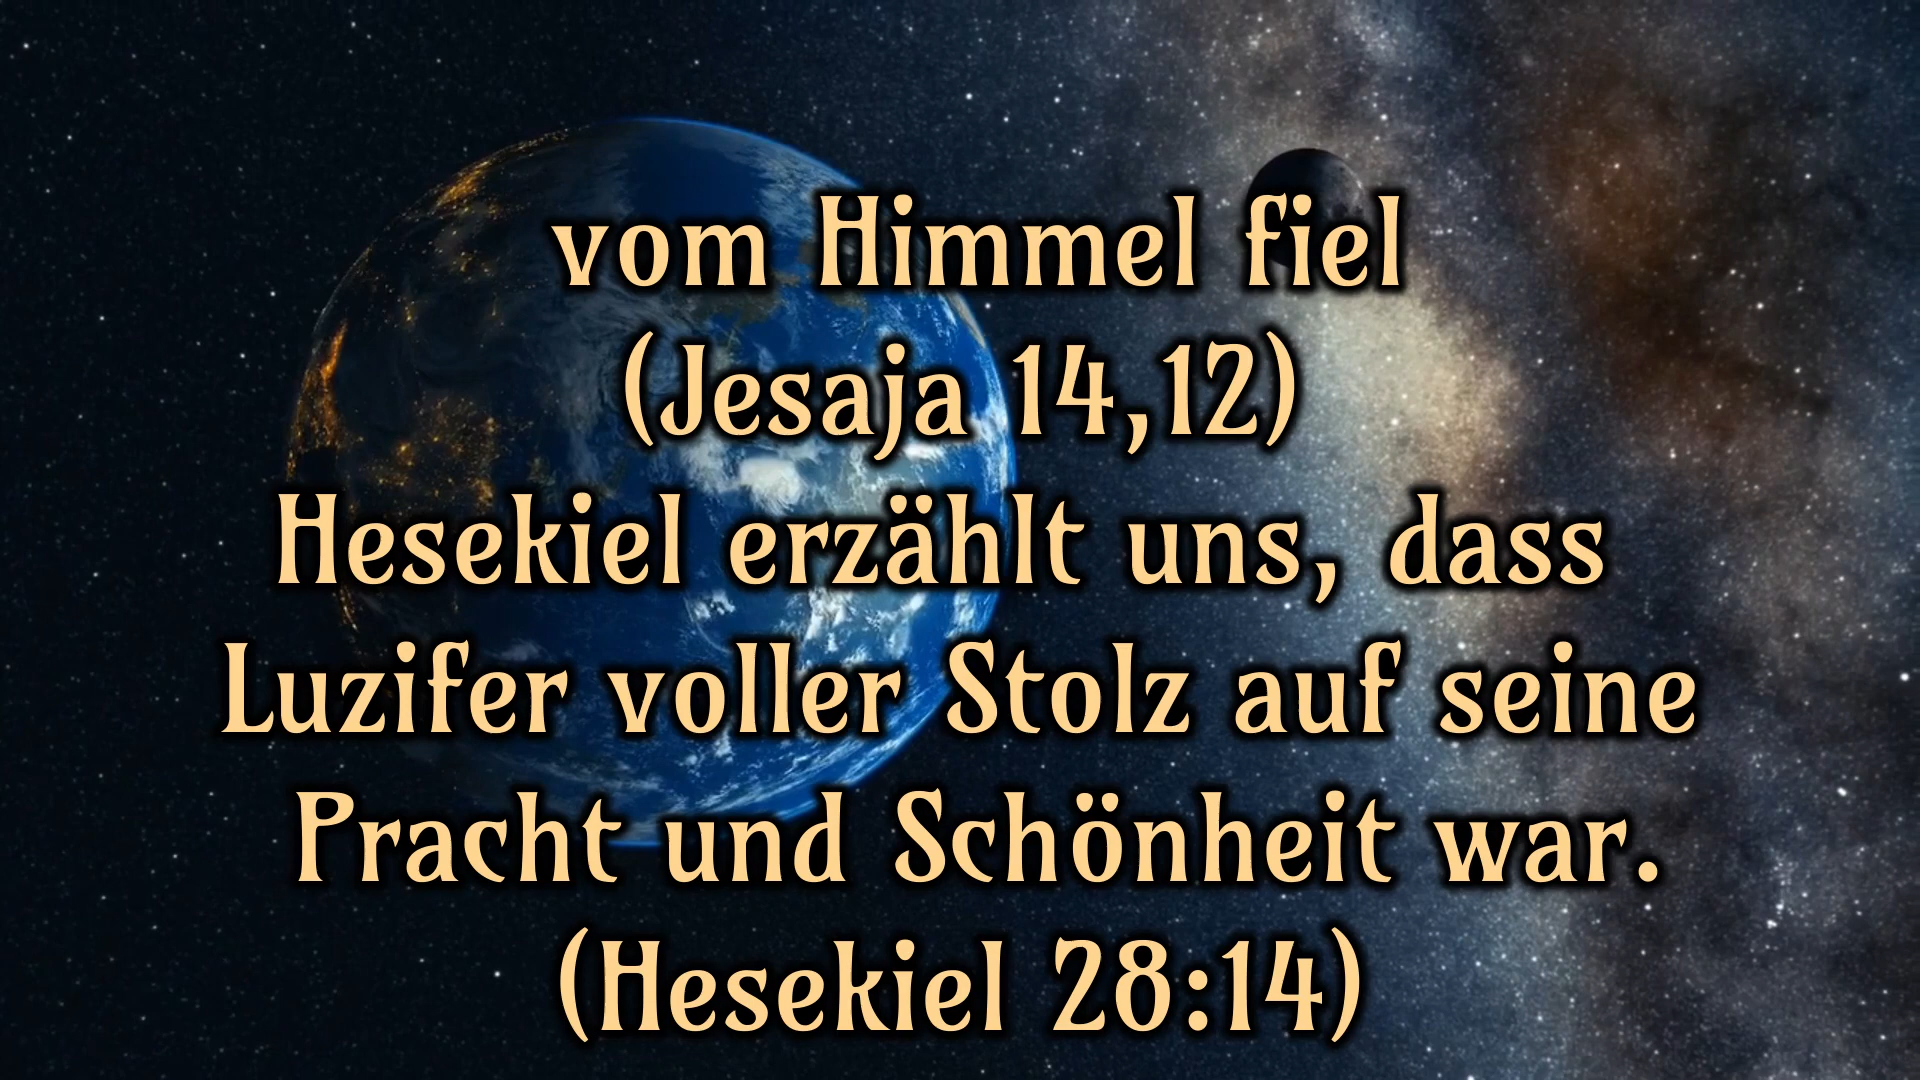 vom Himmel fiel
(Jesaja 14,12)
Hesekiel erzählt uns, dass
Luzifer voller Stolz auf seine
Pracht und Schönheit war.
(Hesekiel 28:14)